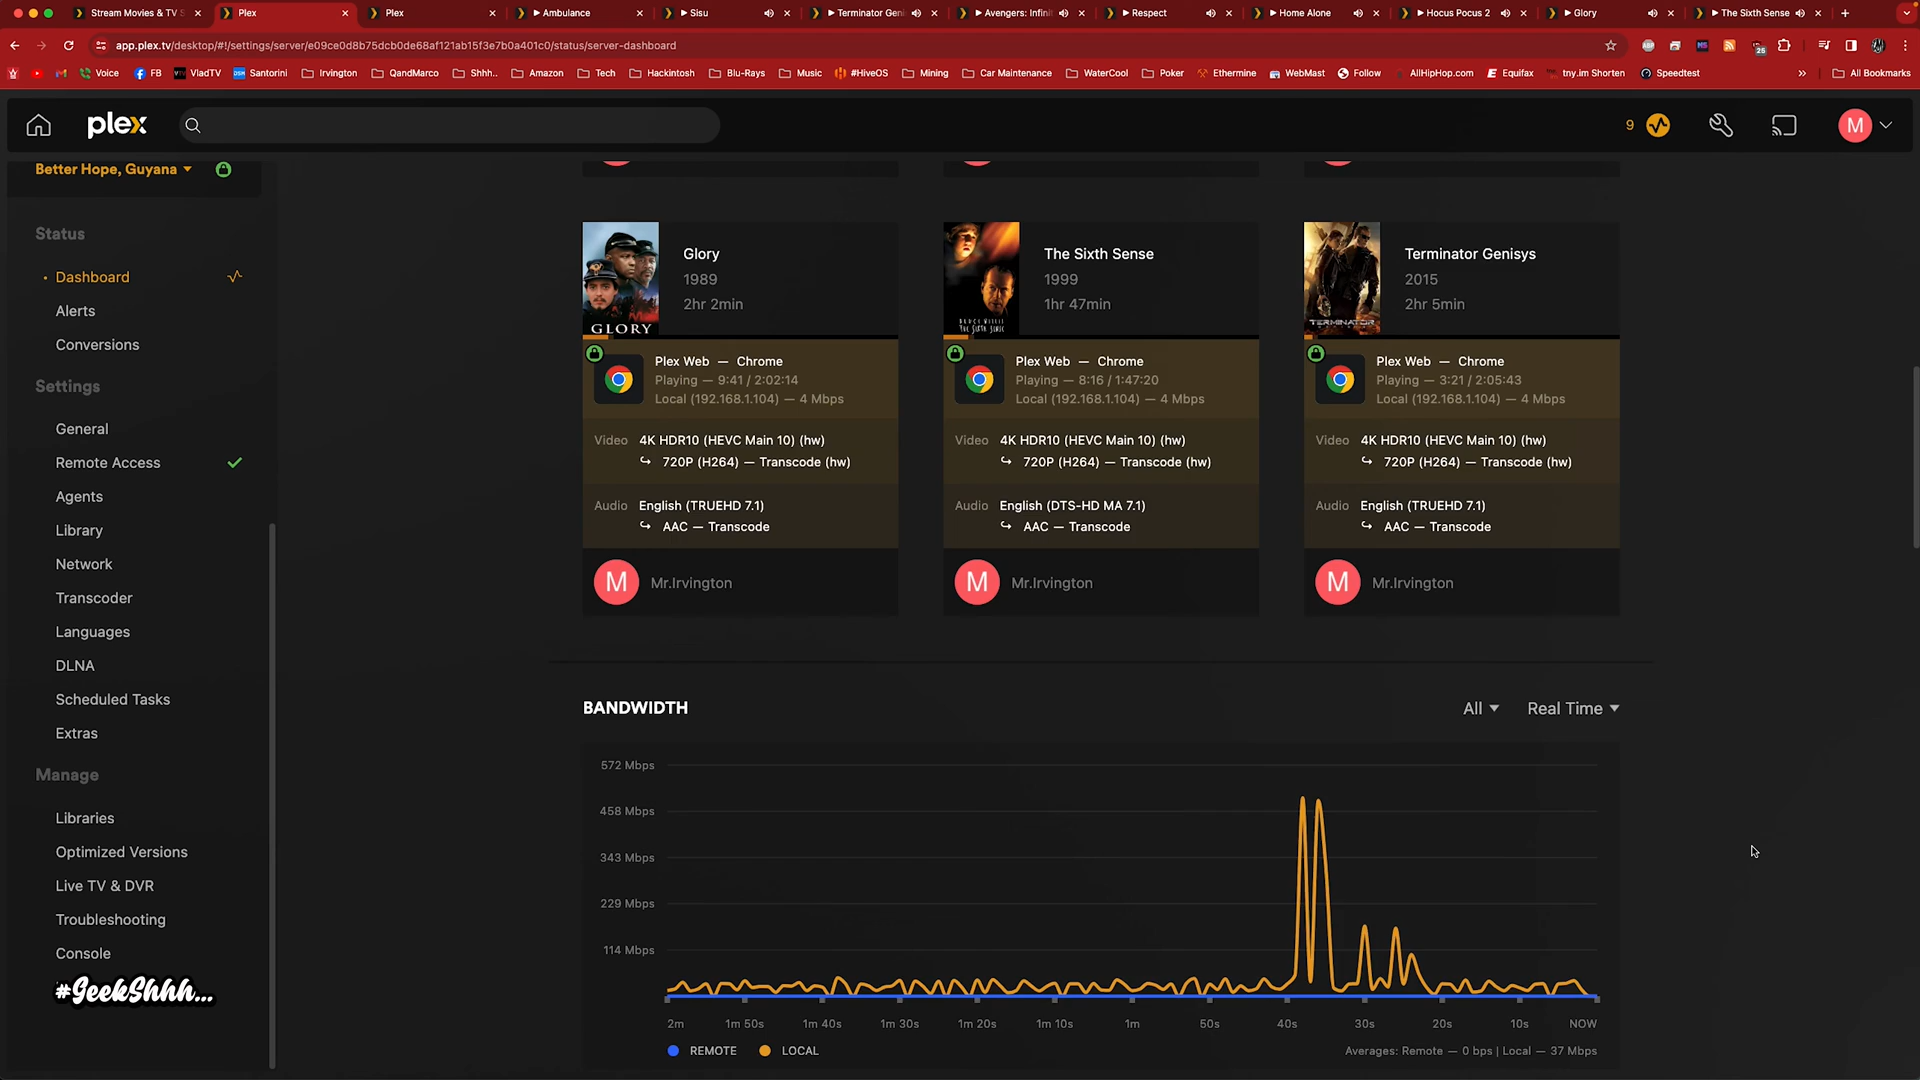 Stream Movies & TV S
Plex
Plex
Ambulance
Sisu
Terminator Geni
Avengers: Infini
Respect
Home Alone
Hocus Pocus 2
Glory
The Sixth Sense
app.plex.tv/desktop/#!/settings/server/e09ce0d8b75dcb0de68af121ab15f3e7b0a401c0/status/server-dashboard
25
Voice
FB
VladTV
Santorini
Irvington
QandMarco
Shhh..
Amazon
Tech
Hackintosh
Blu-Rays
Music
#HiveOS
Mining
Car Maintenance
WaterCool
Poker
Ethermine
WebMast
Follow
AllHipHop.com
Equifax
tny.im Shorten
Speedtest
All Bookmarks
plex
9
M
Better Hope, Guyana
Status
Dashboard
Alerts
Conversions
Settings
General
Remote Access
Agents
Library
Network
Transcoder
Languages
DLNA
Scheduled Tasks
Extras
Manage
Libraries
Optimized Versions
Live TV & DVR
Troubleshooting
Console
#GeekShhh...
GLORY
Glory
1989
2hr 2min
Plex Web — Chrome
Playing — 9:41 / 2:02:14
Local (192.168.1.104) — 4 Mbps
Video 4K HDR10 (HEVC Main 10) (hw)
720P (H264) — Transcode (hw)
Audio English (TRUEHD 7.1)
AAC — Transcode
M Mr.Irvington
BRUCE WILLIS
THE SIXTH SENSE
The Sixth Sense
1999
1hr 47min
Plex Web — Chrome
Playing — 8:16 / 1:47:20
Local (192.168.1.104) — 4 Mbps
Video 4K HDR10 (HEVC Main 10) (hw)
720P (H264) — Transcode (hw)
Audio English (DTS-HD MA 7.1)
AAC — Transcode
M Mr.Irvington
TERMINATOR
Terminator Genisys
2015
2hr 5min
Plex Web — Chrome
Playing — 3:21 / 2:05:43
Local (192.168.1.104) — 4 Mbps
Video 4K HDR10 (HEVC Main 10) (hw)
720P (H264) — Transcode (hw)
Audio English (TRUEHD 7.1)
AAC — Transcode
M Mr.Irvington
BANDWIDTH
All
Real Time
572 Mbps
458 Mbps
343 Mbps
229 Mbps
114 Mbps
2m 1m 50s 1m 40s 1m 30s 1m 20s 1m 10s 1m 50s 40s 30s 20s 10s NOW
REMOTE LOCAL
Averages: Remote — 0 bps | Local — 37 Mbps